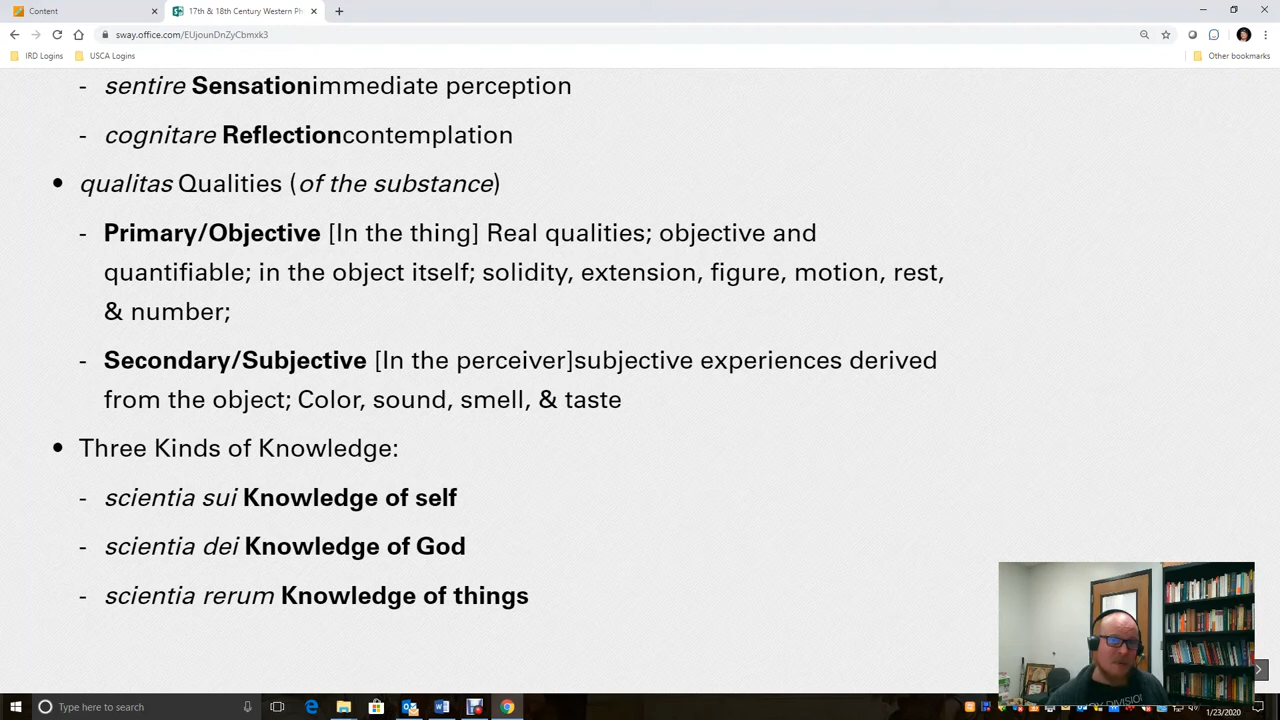 Content
17th & 18th Century Western Ph
sway.office.com/EUjounDnZyCbmxk3
IRD Logins
USCA Logins
Other bookmarks
- sentire Sensationimmediate perception
- cognitare Reflectioncontemplation
• qualitas Qualities (of the substance)
- Primary/Objective [In the thing] Real qualities; objective and
quantifiable; in the object itself; solidity, extension, figure, motion, rest,
& number;
- Secondary/Subjective [In the perceiver]subjective experiences derived
from the object; Color, sound, smell, & taste
• Three Kinds of Knowledge:
- scientia sui Knowledge of self
- scientia dei Knowledge of God
- scientia rerum Knowledge of things
Type here to search
1/23/2020